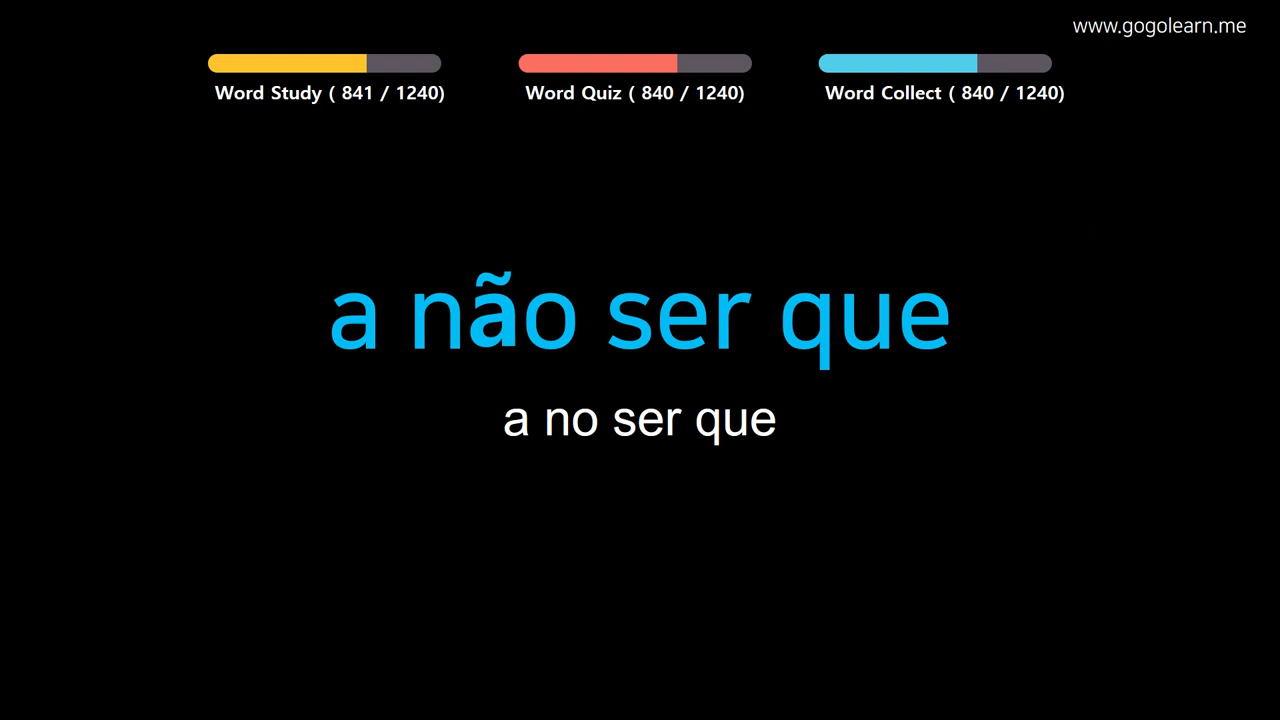 www.gogolearn.me
Word Study ( 841 / 1240)
Word Quiz ( 840 / 1240)
Word Collect ( 840 / 1240)
a não ser que
a no ser que